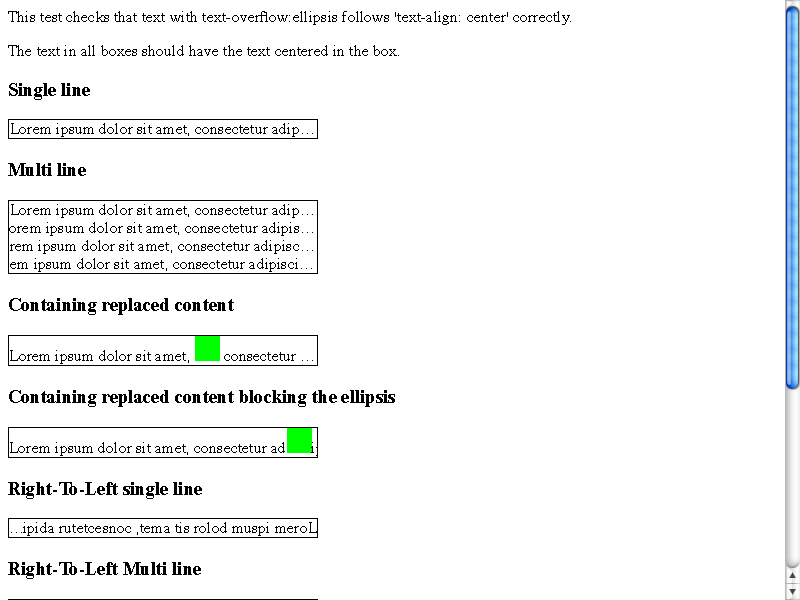 This test checks that text with text-overflow:ellipsis follows 'text-align: center' correctly.
The text in all boxes should have the text centered in the box.
Single line
Lorem ipsum dolor sit amet, consectetur adip…
Multi line
Lorem ipsum dolor sit amet, consectetur adip…
orem ipsum dolor sit amet, consectetur adipis…
rem ipsum dolor sit amet, consectetur adipisc…
em ipsum dolor sit amet, consectetur adipisci…
Containing replaced content
Lorem ipsum dolor sit amet, consectetur …
Containing replaced content blocking the ellipsis
Lorem ipsum dolor sit amet, consectetur ad i
Right-To-Left single line
…ipida rutetcesnoc ,tema tis rolod muspi meroL
Right-To-Left Multi line